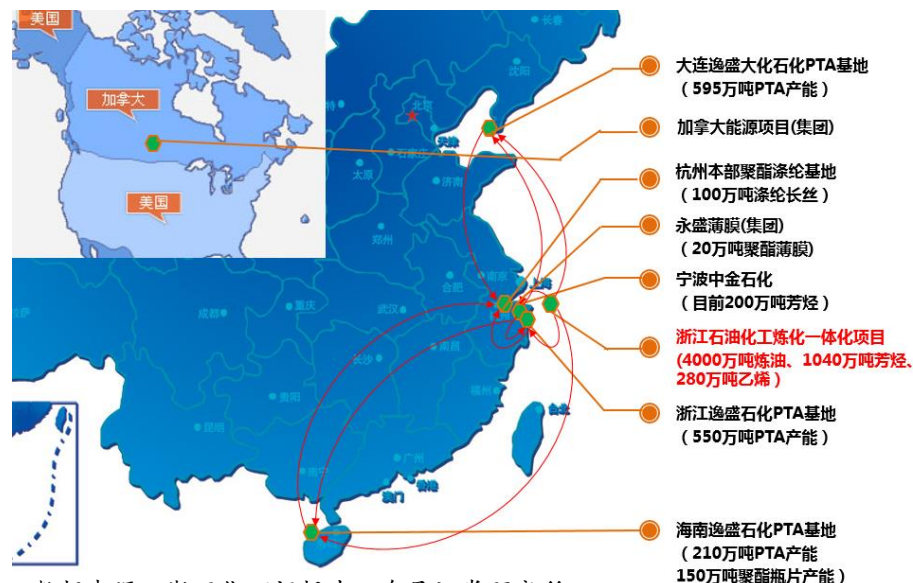 美国
加拿大
美国
长春
沈阳
北京
天津
石家庄
太原
济南
郑州
南京
上海
合肥
成都
重庆
武汉
南昌
长沙
贵阳
福州
台北
昆明
广州
南宁
香港
澳门
大连逸盛大化石化PTA基地
（595万吨PTA产能）
加拿大能源项目(集团)
杭州本部聚酯涤纶基地
（100万吨涤纶长丝）
永盛薄膜(集团)
（20万吨聚酯薄膜)
宁波中金石化
（目前200万吨芳烃）
浙江石油化工炼化一体化项目
(4000万吨炼油、1040万吨芳烃、
280万吨乙烯）
浙江逸盛石化PTA基地
（550万吨PTA产能）
海南逸盛石化PTA基地
（210万吨PTA产能
150万吨聚酯瓶片产能）